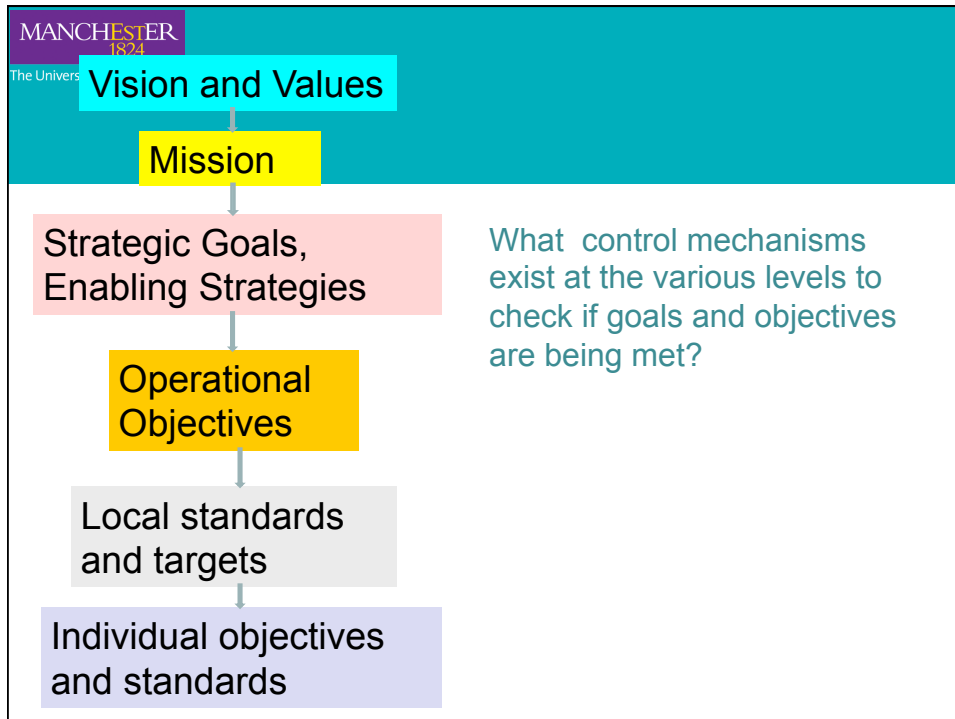 MANCHESTER
1824
The Univers
Vision and Values
Mission
Strategic Goals,
Enabling Strategies
What control mechanisms
exist at the various levels to
check if goals and objectives
are being met?
Operational
Objectives
Local standards
and targets
Individual objectives
and standards